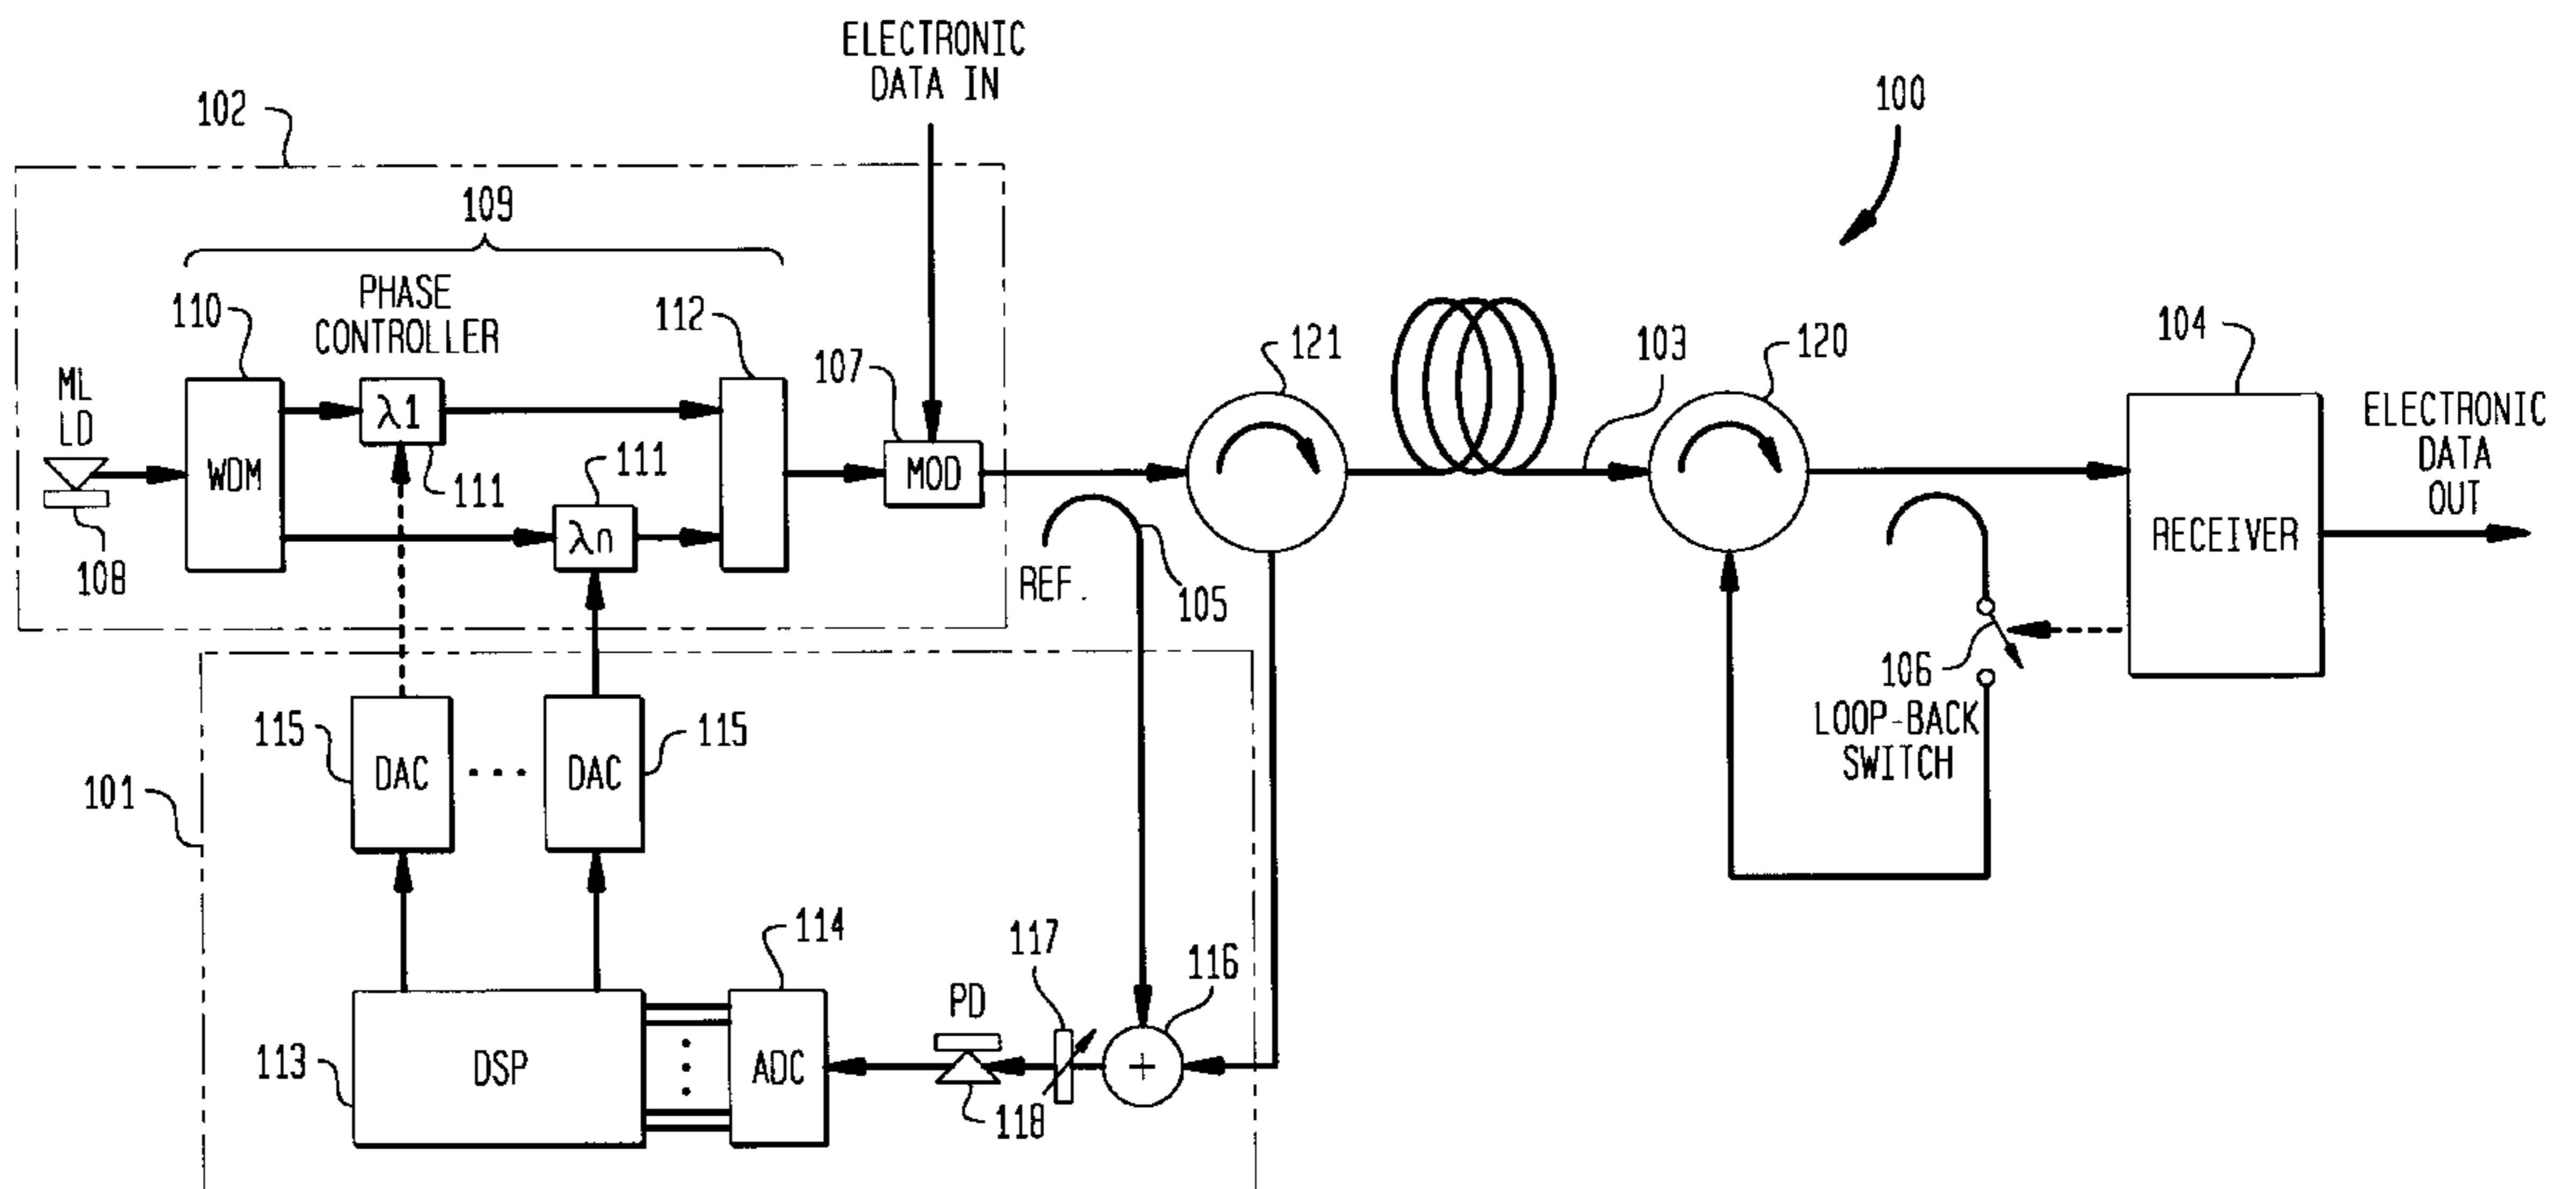 ELECTRONIC
DATA IN
102
100
109
PHASE
CONTROLLER
110
112
121
103
120
104
107
ML
LD
λ1
ELECTRONIC
DATA
OUT
WDM
111
111
MOD
λn
RECEIVER
108
REF.
105
106
LOOP-BACK
SWITCH
115
DAC
...
DAC
115
101
114
117
116
PD
113
DSP
ADC
+
118